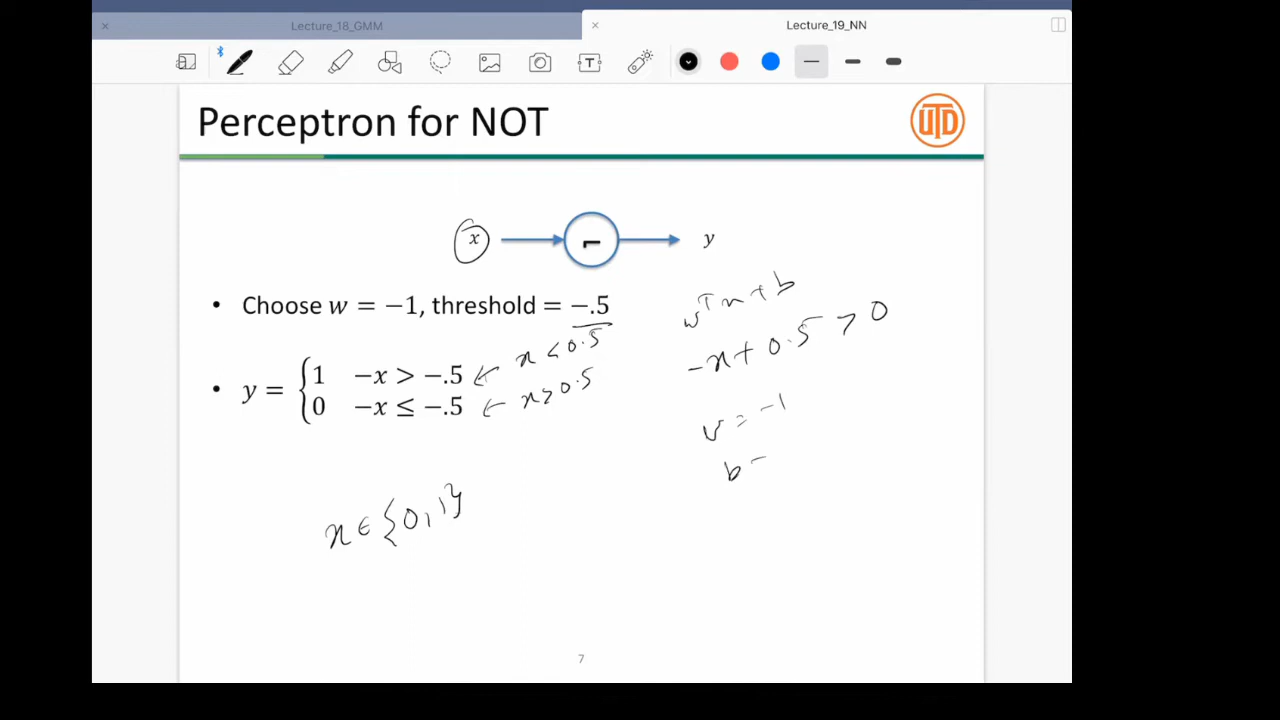 Lecture_18_GMM
Lecture_19_NN
T
Perceptron for NOT
UTD
x
¬
y
• Choose w = −1, threshold = −.5
wᵀx + b
−x + 0.5 > 0
• y = { 1 −x > −.5 ← x < 0.5
0 −x ≤ −.5 ← x ≥ 0.5
w = −1
b =
x ∈ {0, 1}
7